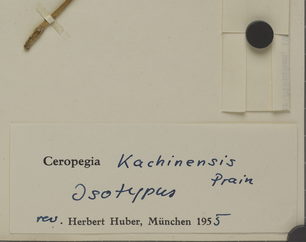 Ceropegia Kachinensis
Prain
Isotypus
rev. Herbert Huber, München 1955